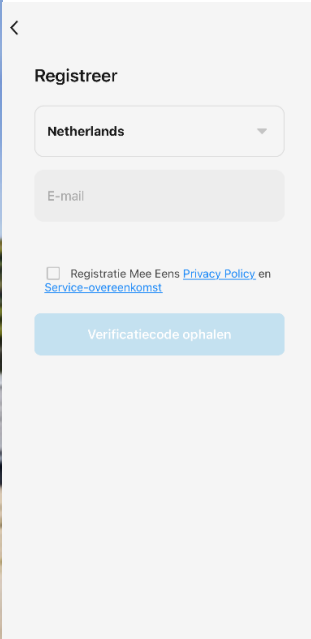 Registreer
Netherlands
E-mail
Registratie Mee Eens Privacy Policy en
Service-overeenkomst
Verificatiecode ophalen